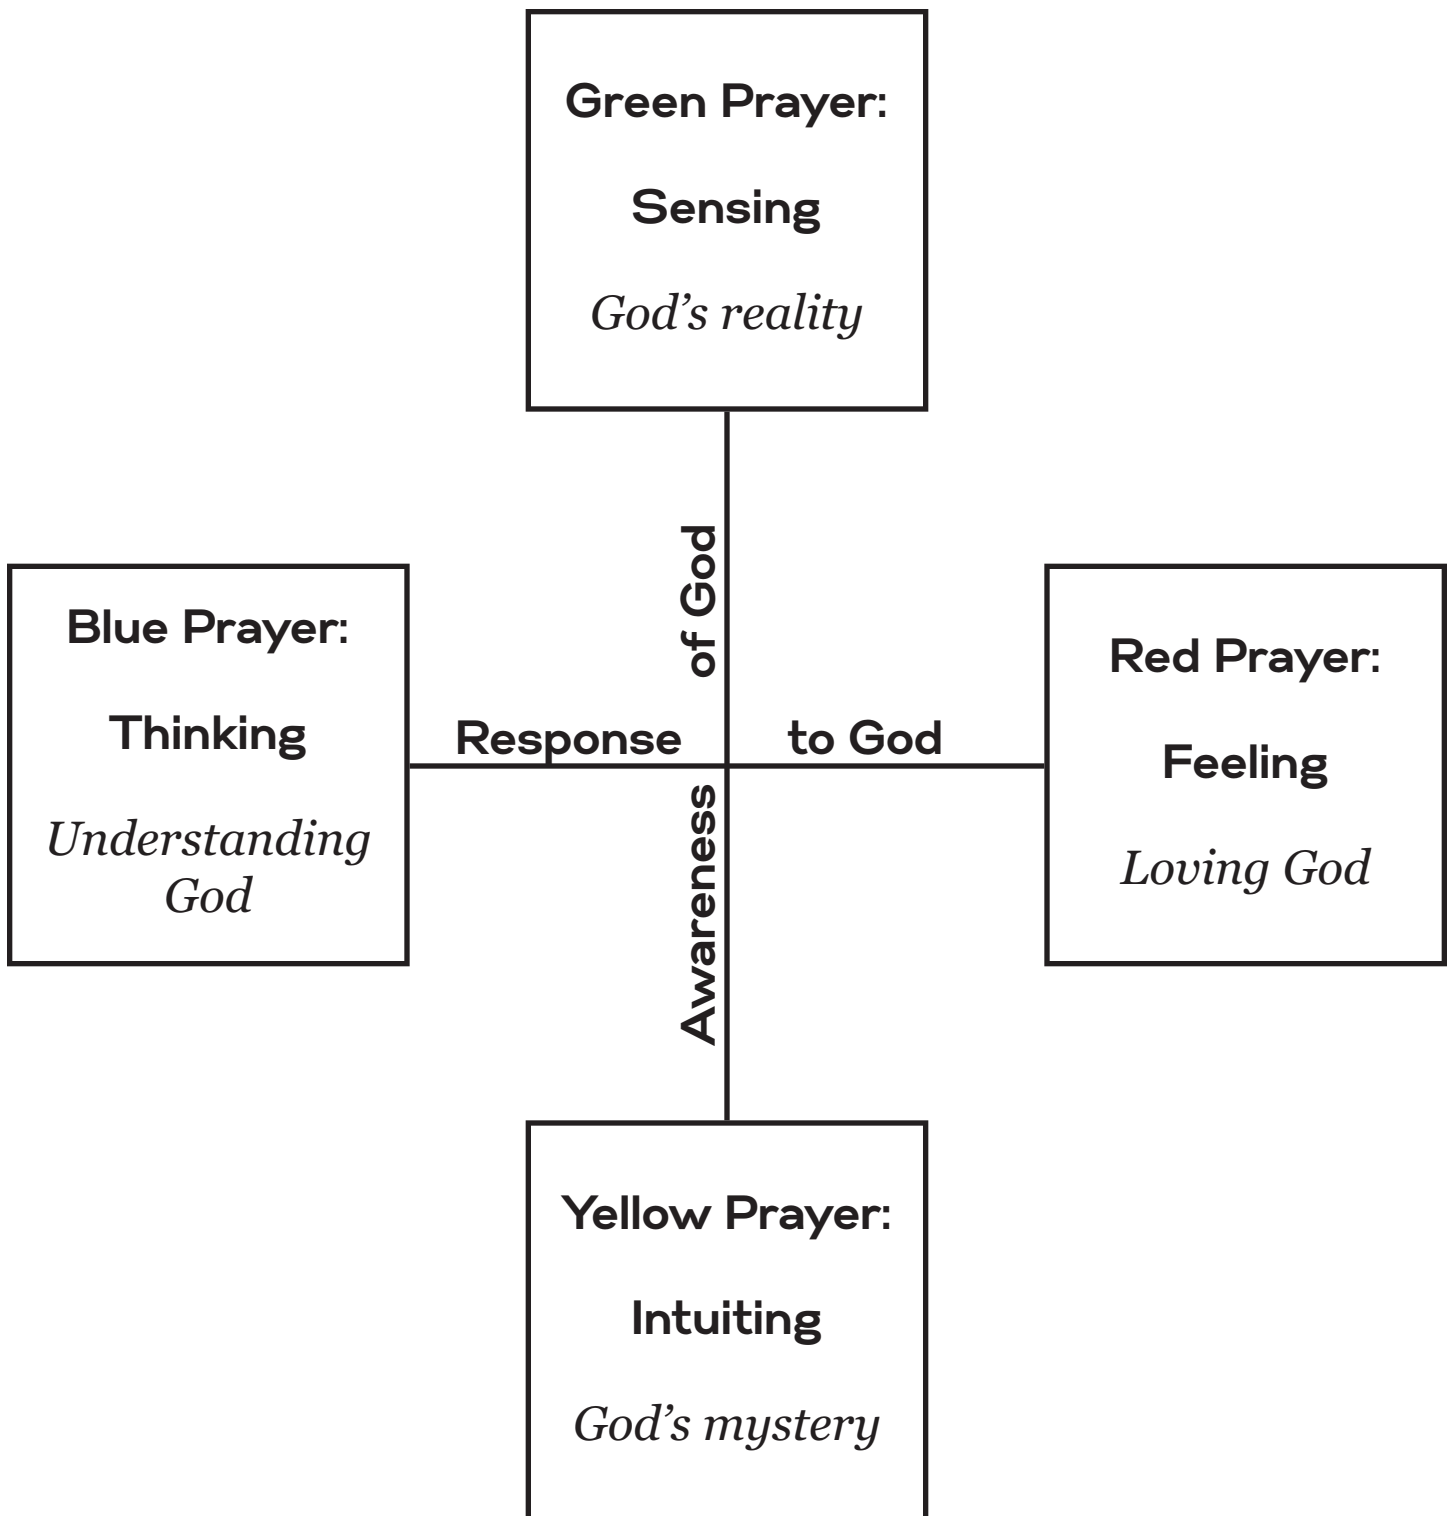 Green Prayer:
Sensing
God’s reality
Blue Prayer:
Thinking
Understanding
God
Response to God
Awareness of God
Red Prayer:
Feeling
Loving God
Yellow Prayer:
Intuiting
God’s mystery